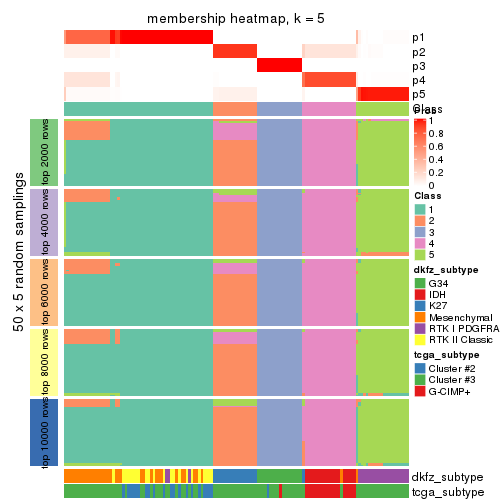 membership heatmap, k = 5
p1
p2
p3
p4
p5
Class
Prob
1
0.8
0.6
0.4
0.2
0
Class
1
2
3
4
5
dkfz_subtype
G34
IDH
K27
Mesenchymal
RTK I PDGFRA
RTK II Classic
tcga_subtype
Cluster #2
Cluster #3
G-CIMP+
50 x 5 random samplings
top 2000 rows
top 4000 rows
top 6000 rows
top 8000 rows
top 10000 rows
dkfz_subtype
tcga_subtype